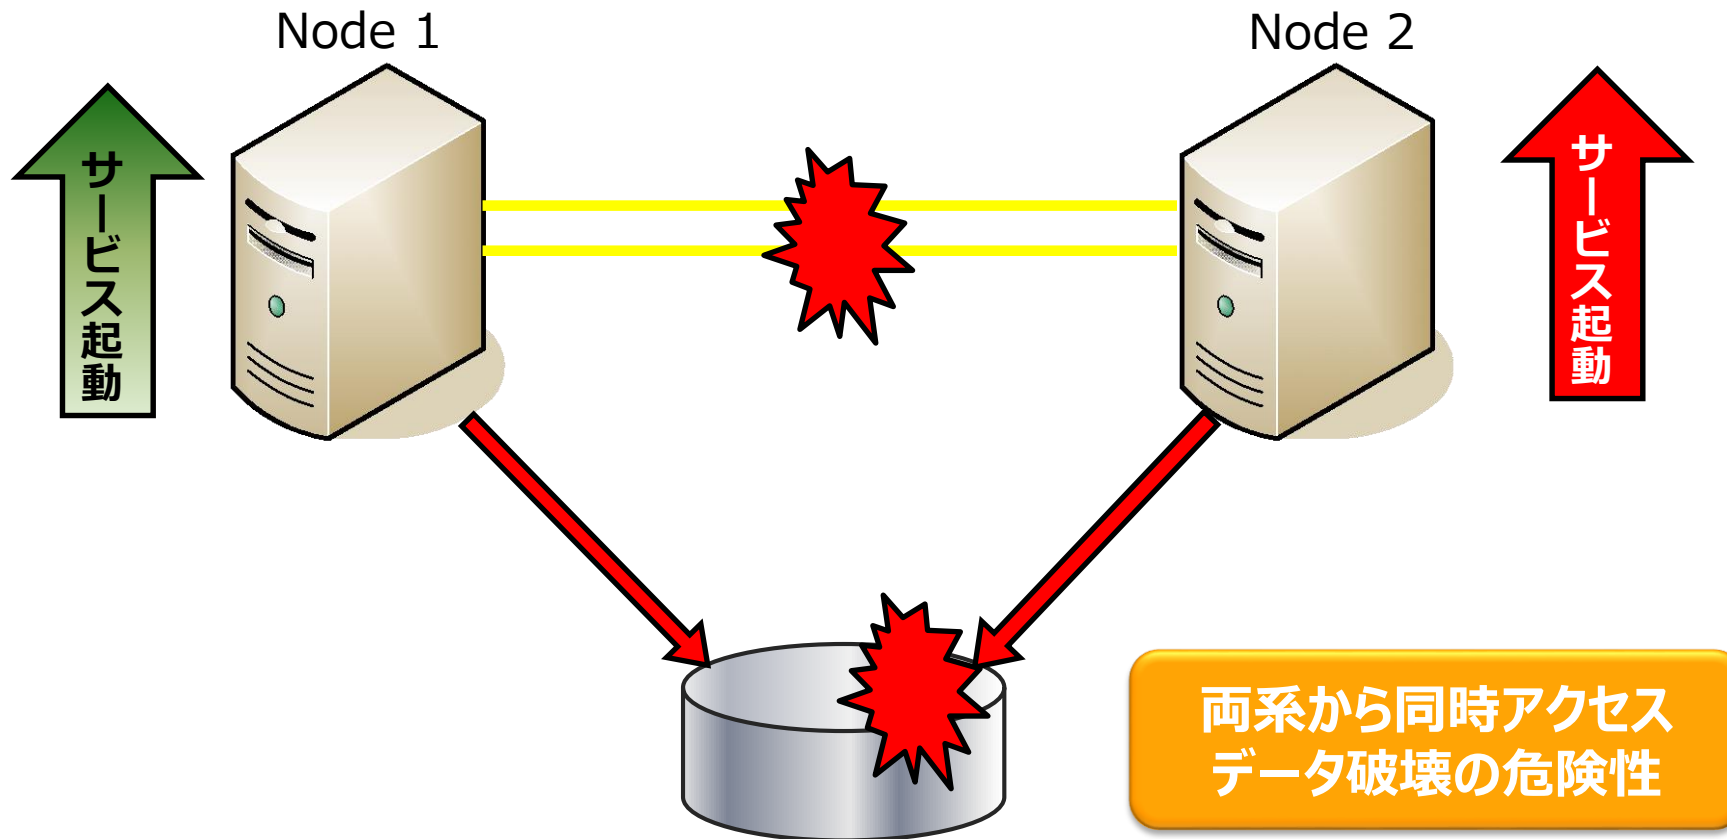 Node 1
Node 2
サービス起動
サービス起動
両系から同時アクセス
データ破壊の危険性